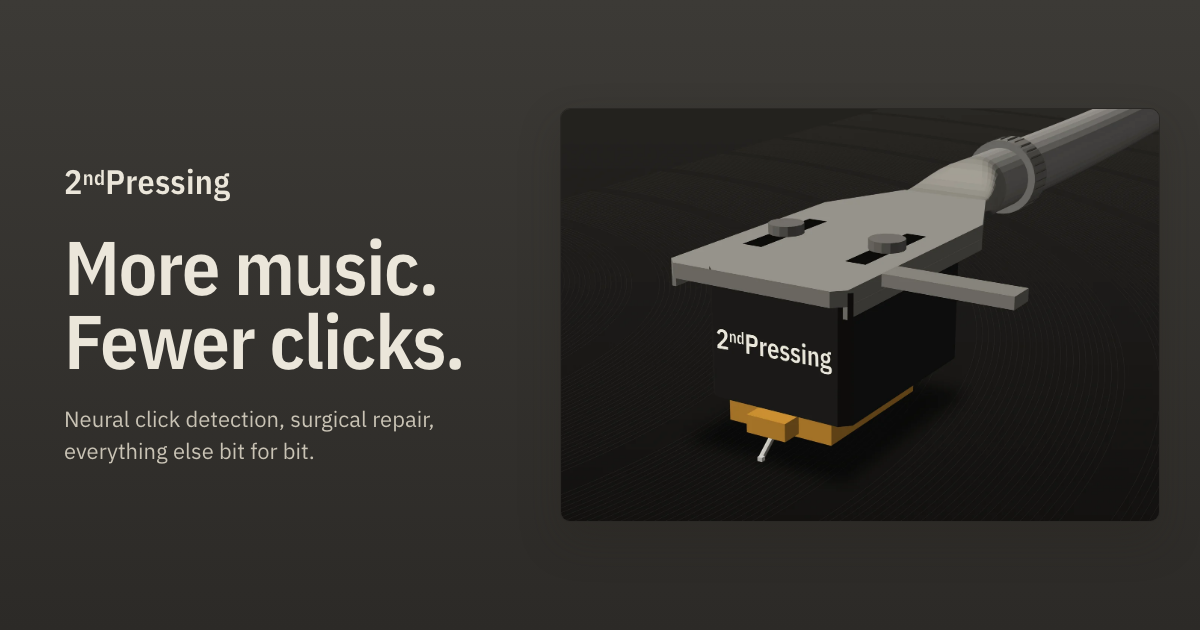 2ndPressing
More music.
Fewer clicks.
Neural click detection, surgical repair,
everything else bit for bit.
2ndPressing